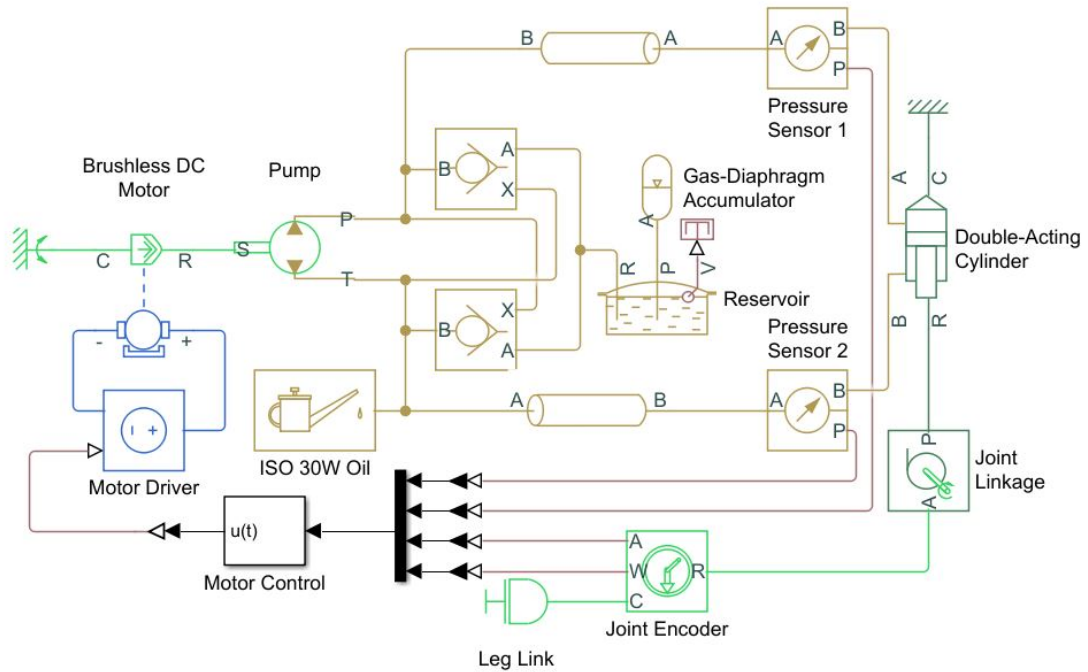 B
A
A
B
P
Pressure
Sensor 1
Brushless DC
Motor
Pump
B
A
X
Gas-Diaphragm
Accumulator
A
A
C
P
C
R
S
T
R
P
V
Double-Acting
Cylinder
Reservoir
X
B
A
Pressure
Sensor 2
B
R
-
+
ISO 30W Oil
A
B
A
B
P
Motor Driver
P
Joint
Linkage
A
u(t)
Motor Control
A
W
R
C
Joint Encoder
Leg Link